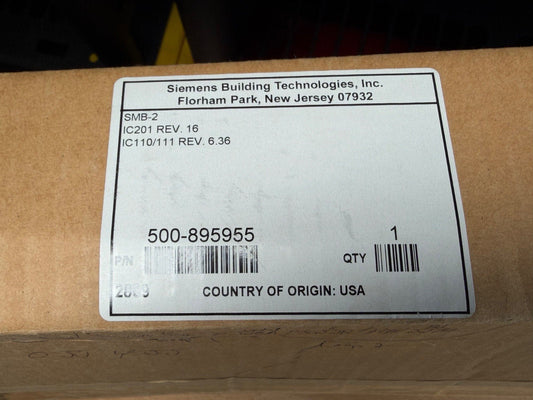 Siemens Building Technologies, Inc.
Florham Park, New Jersey 07932
SMB-2
IC201 REV. 16
IC110/111 REV. 6.36
500-895955
1
P/N
QTY
COUNTRY OF ORIGIN: USA